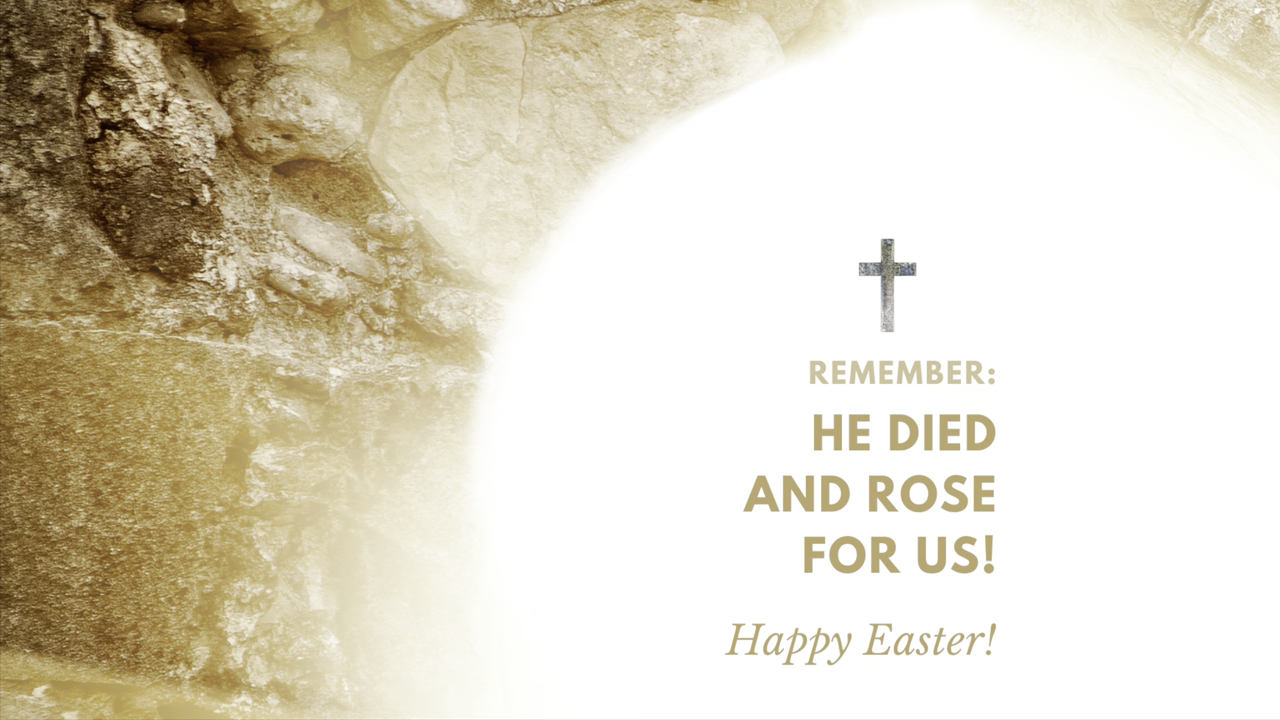 REMEMBER:
HE DIED
AND ROSE
FOR US!
Happy Easter!